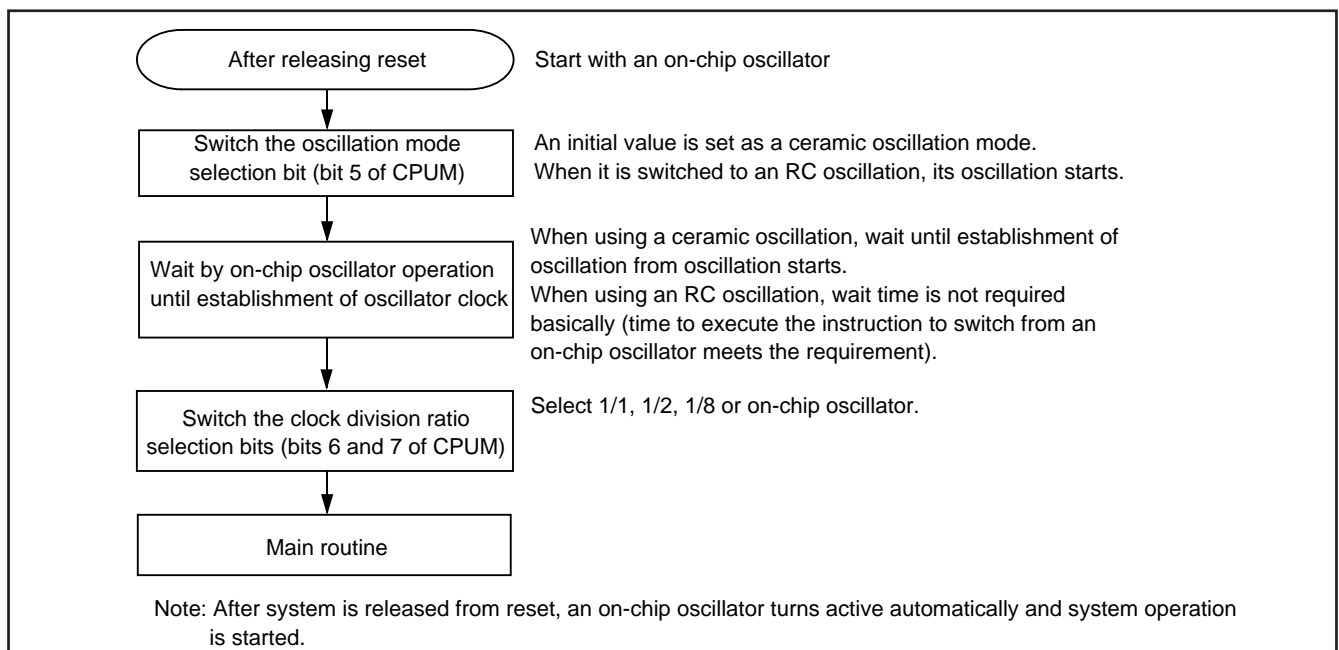 After releasing reset
Start with an on-chip oscillator
Switch the oscillation mode
selection bit (bit 5 of CPUM)
An initial value is set as a ceramic oscillation mode.
When it is switched to an RC oscillation, its oscillation starts.
Wait by on-chip oscillator operation
until establishment of oscillator clock
When using a ceramic oscillation, wait until establishment of
oscillation from oscillation starts.
When using an RC oscillation, wait time is not required
basically (time to execute the instruction to switch from an
on-chip oscillator meets the requirement).
Switch the clock division ratio
selection bits (bits 6 and 7 of CPUM)
Select 1/1, 1/2, 1/8 or on-chip oscillator.
Main routine
Note: After system is released from reset, an on-chip oscillator turns active automatically and system operation
is started.